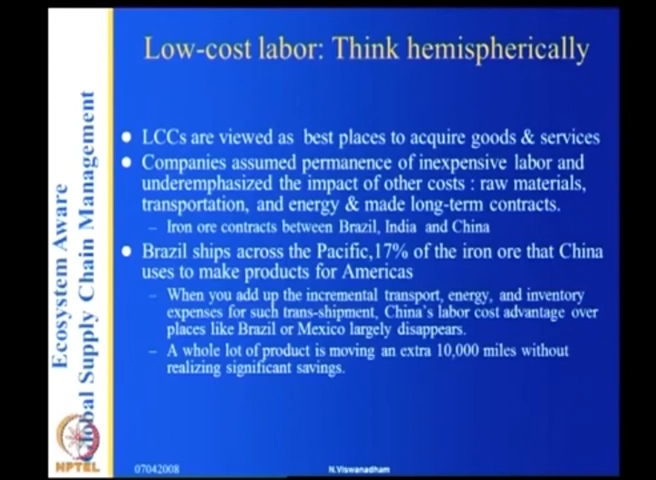 Low-cost labor: Think hemispherically
LCCs are viewed as best places to acquire goods & services
Companies assumed permanence of inexpensive labor and
underemphasized the impact of other costs : raw materials,
transportation, and energy & made long-term contracts.
– Iron ore contracts between Brazil, India and China
Brazil ships across the Pacific,17% of the iron ore that China
uses to make products for Americas
– When you add up the incremental transport, energy, and inventory
expenses for such trans-shipment, China's labor cost advantage over
places like Brazil or Mexico largely disappears.
– A whole lot of product is moving an extra 10,000 miles without
realizing significant savings.
Ecosystem Aware
Global Supply Chain Management
NPTEL
07042008
N.Viswanadham